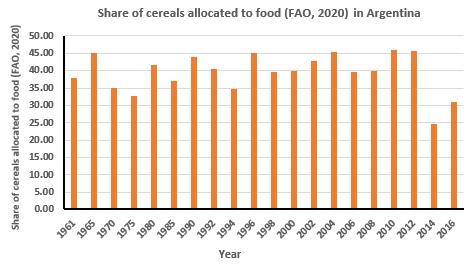 Share of cereals allocated to food (FAO, 2020) in Argentina
Share of cereals allocated to food (FAO, 2020)
50.00
45.00
40.00
35.00
30.00
25.00
20.00
15.00
10.00
5.00
0.00
1961 1965 1970 1975 1980 1985 1990 1992 1994 1996 1998 2000 2002 2004 2006 2008 2010 2012 2014 2016
Year